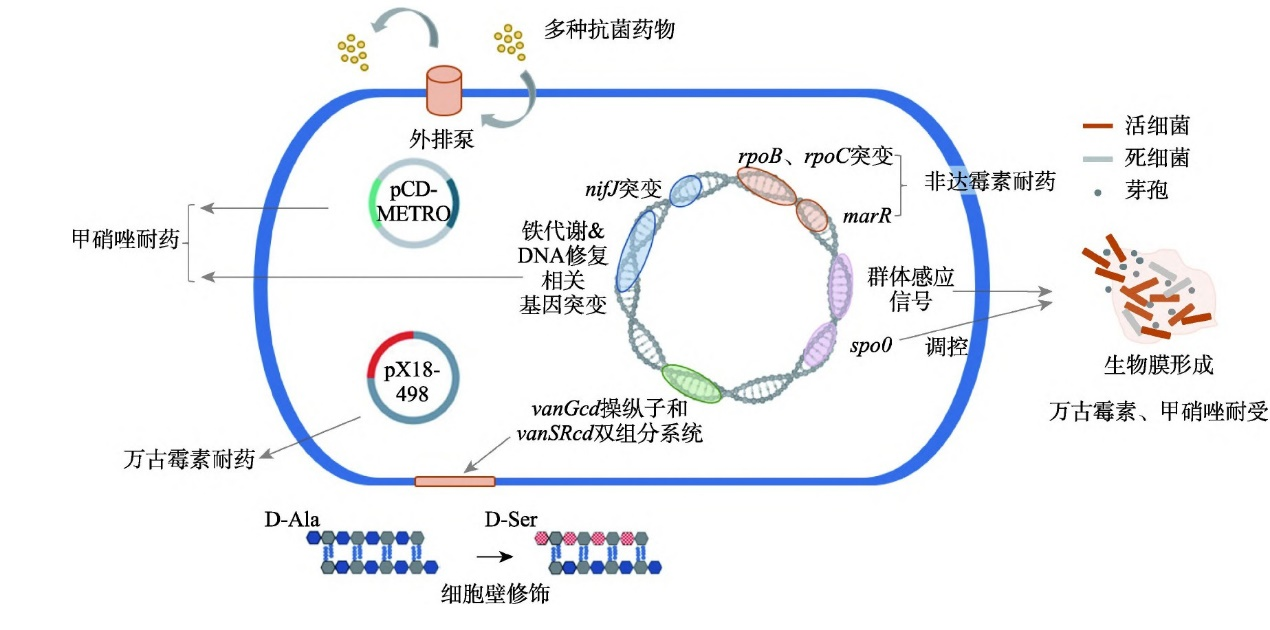 多种抗菌药物
外排泵
pCD-
METRO
甲硝唑耐药
nifJ突变
铁代谢&
DNA修复
相关
基因突变
rpoB、rpoC突变
marR
非达霉素耐药
群体感应
信号
spo0
调控
活细菌
死细菌
芽孢
生物膜形成
万古霉素、甲硝唑耐受
pX18-
498
万古霉素耐药
vanGcd操纵子和
vanSRcd双组分系统
D-Ala
D-Ser
细胞壁修饰